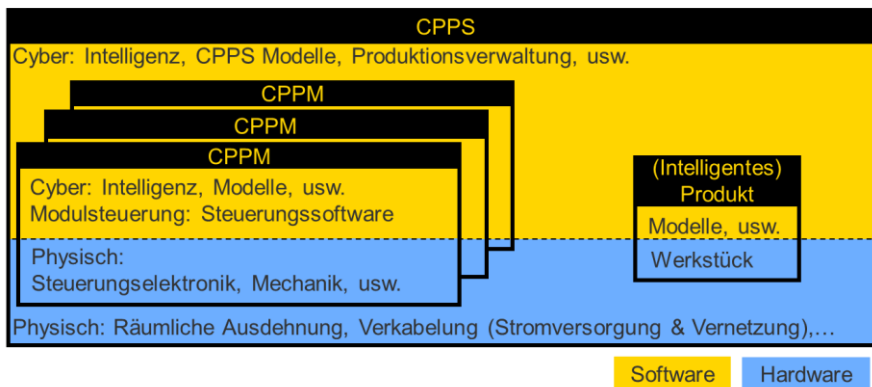 CPPS
Cyber: Intelligenz, CPPS Modelle, Produktionsverwaltung, usw.
CPPM
CPPM
CPPM
Cyber: Intelligenz, Modelle, usw.
Modulsteuerung: Steuerungssoftware
Physisch:
Steuerungselektronik, Mechanik, usw.
(Intelligentes)
Produkt
Modelle, usw.
Werkstück
Physisch: Räumliche Ausdehnung, Verkabelung (Stromversorgung & Vernetzung),...
Software
Hardware